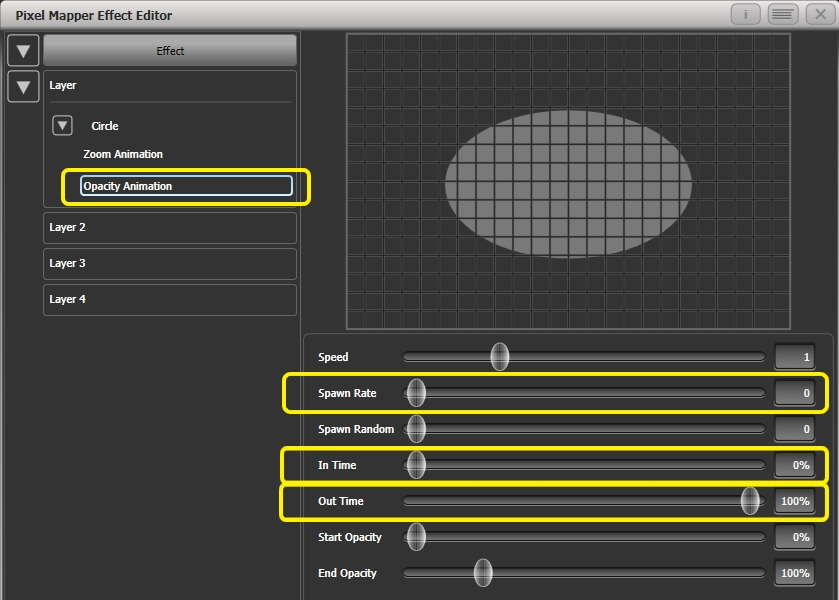 Pixel Mapper Effect Editor
i
Effect
Layer
Circle
Zoom Animation
Opacity Animation
Layer 2
Layer 3
Layer 4
Speed 1
Spawn Rate 0
Spawn Random 0
In Time 0%
Out Time 100%
Start Opacity 0%
End Opacity 100%